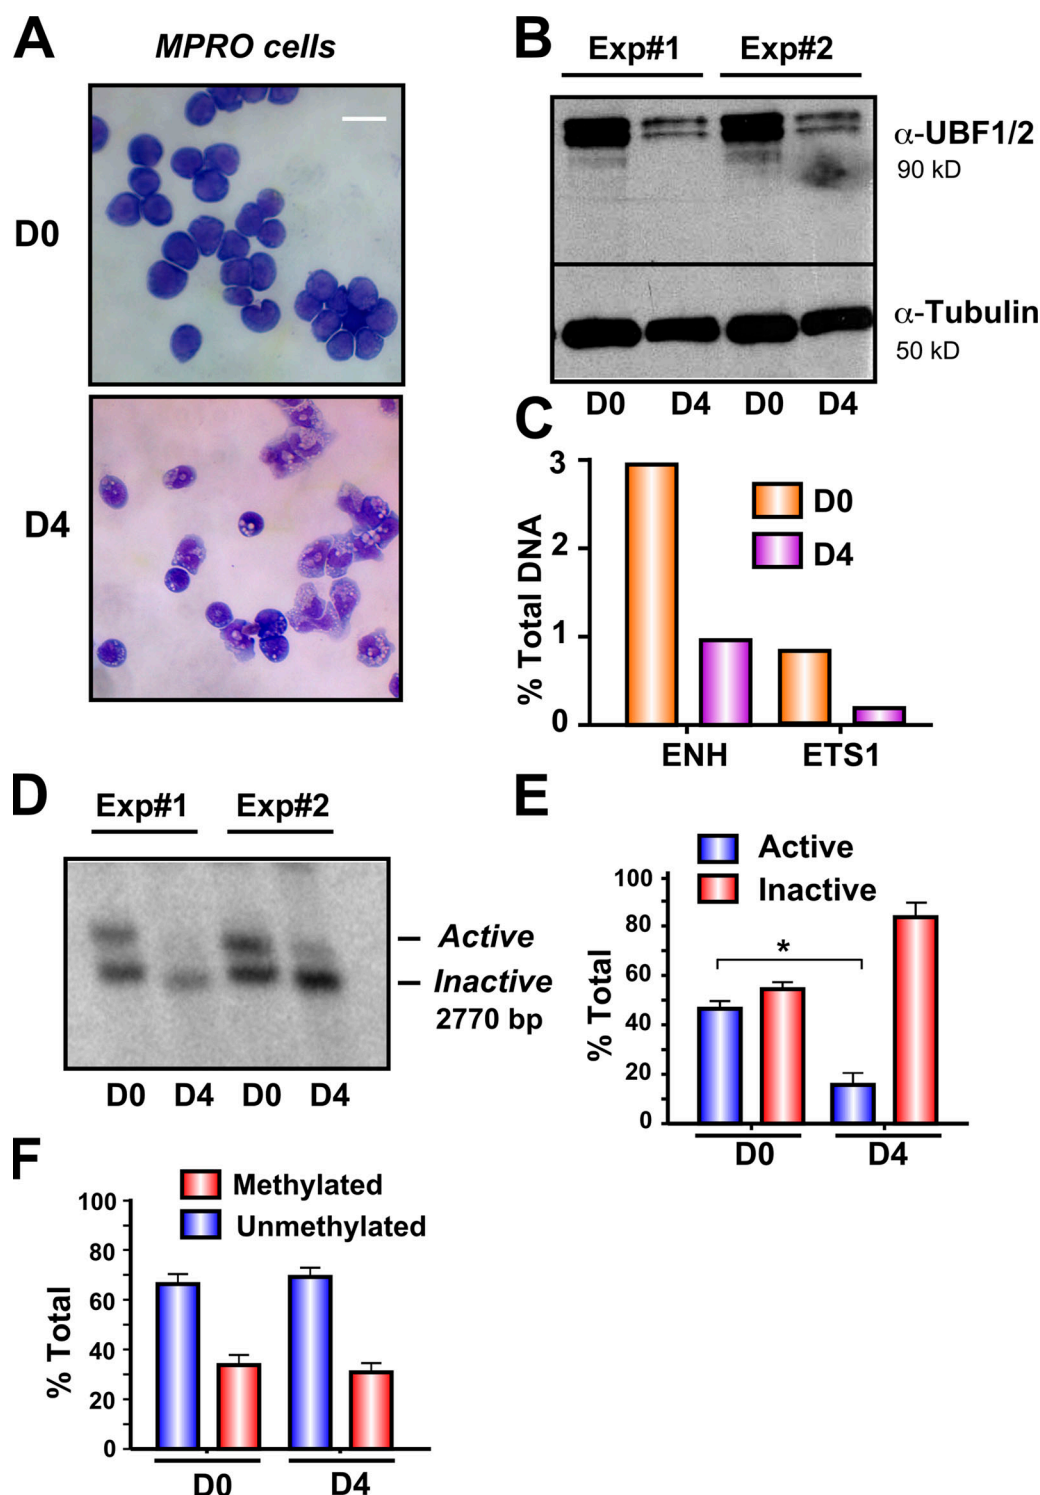 A
MPRO cells
D0
D4
B
Exp#1 Exp#2
α-UBF1/2
90 kD
α-Tubulin
50 kD
D0 D4 D0 D4
C
3
2
1
0
% Total DNA
D0
D4
ENH ETS1
D
Exp#1 Exp#2
Active
Inactive
2770 bp
D0 D4 D0 D4
E
Active
Inactive
100
80
60
40
20
0
% Total
*
D0 D4
F
Methylated
Unmethylated
100
80
60
40
20
0
% Total
D0 D4